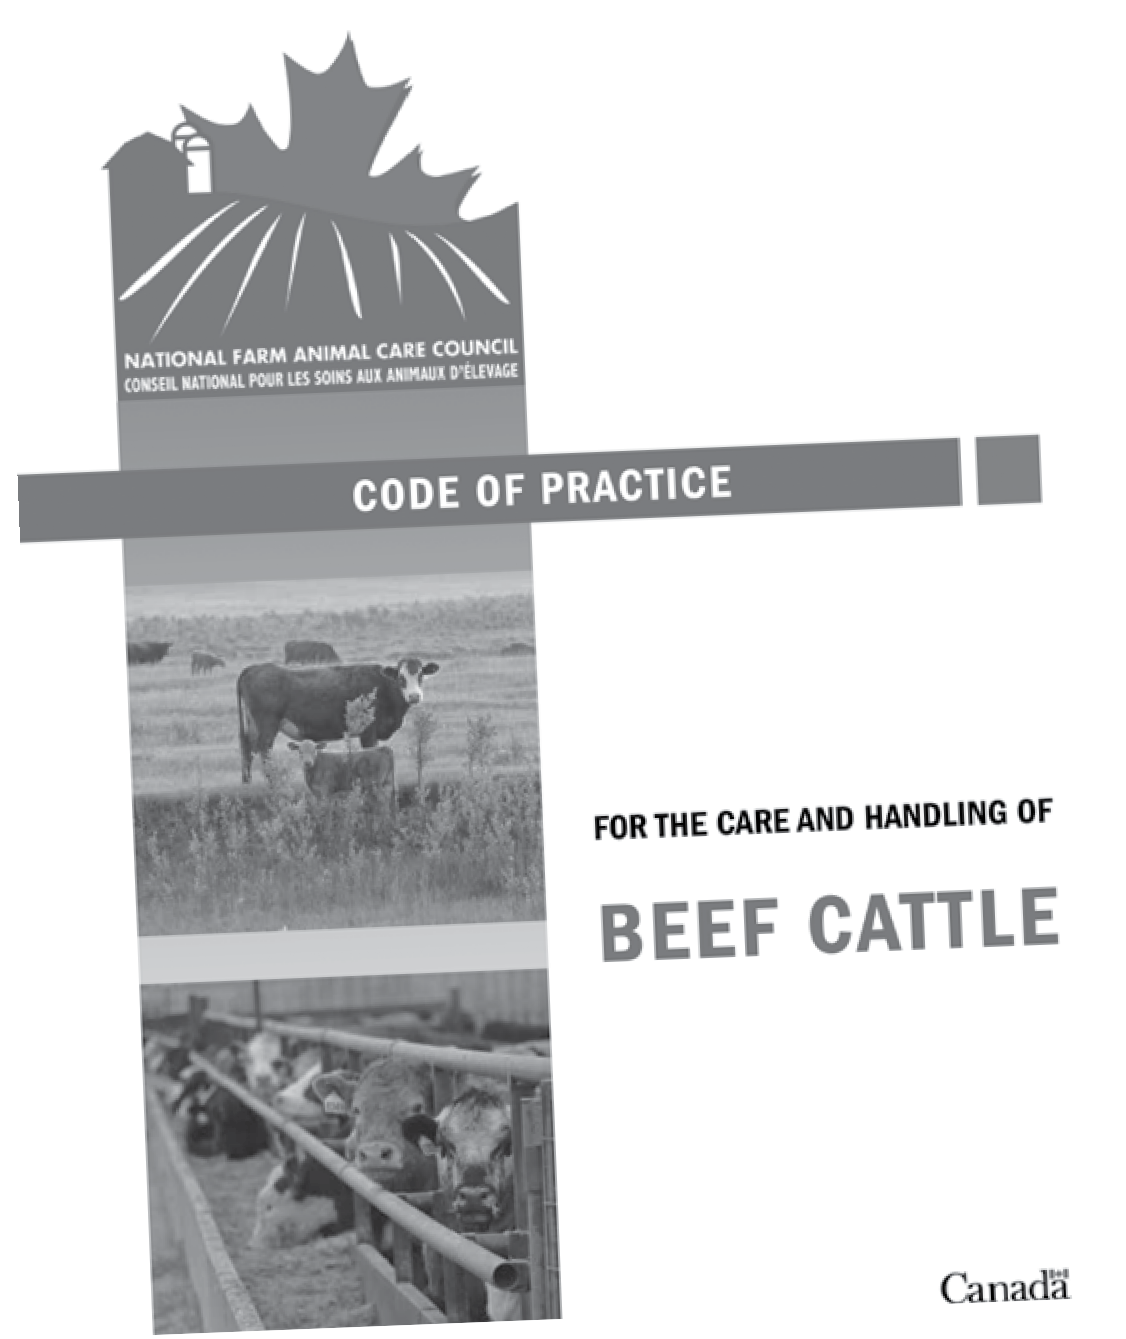 NATIONAL FARM ANIMAL CARE COUNCIL
CONSEIL NATIONAL POUR LES SOINS AUX ANIMAUX D'ÉLEVAGE
CODE OF PRACTICE
FOR THE CARE AND HANDLING OF
BEEF CATTLE
Canada